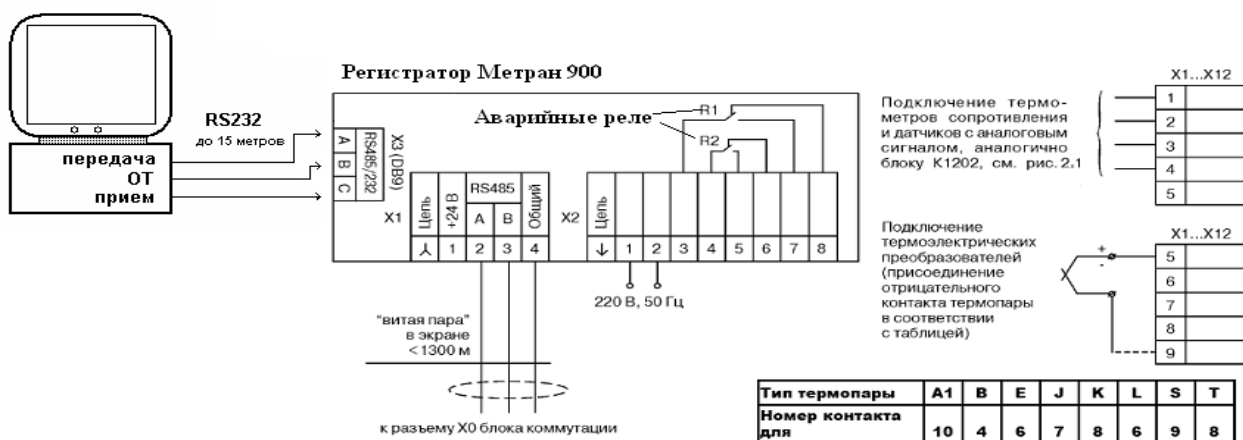 Регистратор Метран 900
X1...X12
RS232
до 15 метров
передача
ОТ
прием
A
B
C
RS485/232
X3 (DB9)
Аварийные реле
R1
R2
X1
Цепь
+24 В
RS485
A
B
Общий
1
2
3
4
X2
Цепь
1
2
3
4
5
6
7
8
220 В, 50 Гц
"витая пара"
в экране
<1300 м
к разъему X0 блока коммутации
Подключение термо-
метров сопротивления
и датчиков с аналоговым
сигналом, аналогично
блоку К1202, см. рис.2.1
1
2
3
4
5
Подключение
термоэлектрических
преобразователей
(присоединение
отрицательного
контакта термопары
в соответствии
с таблицей)
X1...X12
+
-
5
6
7
8
9
Тип термопары A1 B E J K L S T
Номер контакта
для
10 4 6 7 8 6 9 8